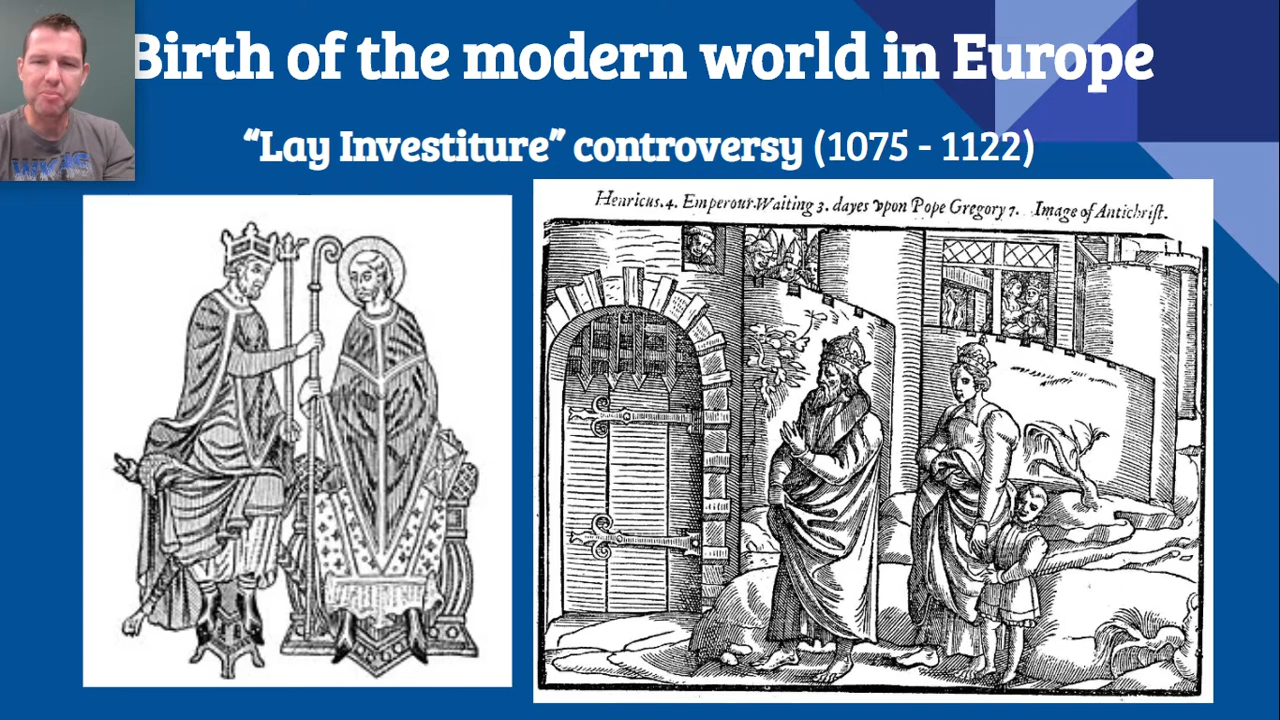 Birth of the modern world in Europe
“Lay Investiture” controversy (1075 - 1122)
Henricus.4. Emperour Waiting 3. dayes vpon Pope Gregory 7. Image of Antichrist.